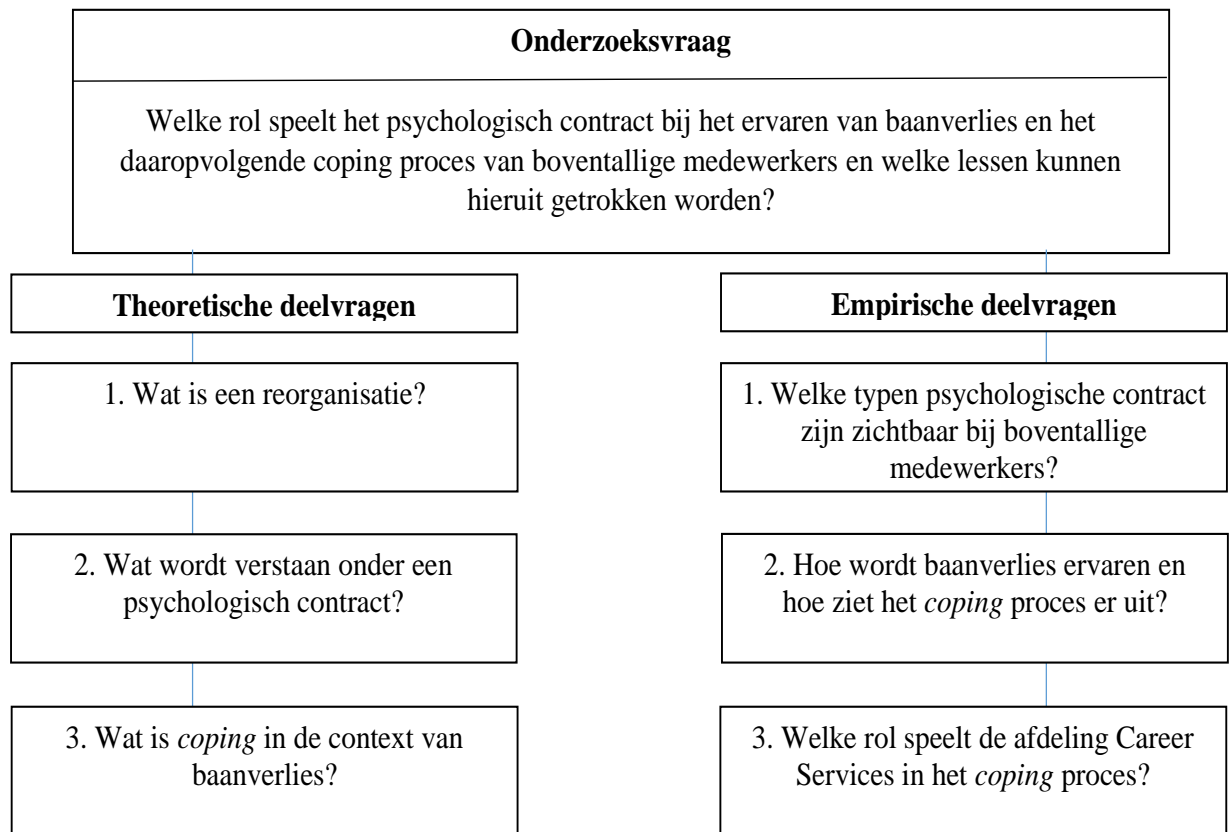 Onderzoeksvraag
Welke rol speelt het psychologisch contract bij het ervaren van baanverlies en het
daaropvolgende coping proces van boventallige medewerkers en welke lessen kunnen
hieruit getrokken worden?
Theoretische deelvragen
1. Wat is een reorganisatie?
2. Wat wordt verstaan onder een
psychologisch contract?
3. Wat is coping in de context van
baanverlies?
Empirische deelvragen
1. Welke typen psychologische contract
zijn zichtbaar bij boventallige
medewerkers?
2. Hoe wordt baanverlies ervaren en
hoe ziet het coping proces er uit?
3. Welke rol speelt de afdeling Career
Services in het coping proces?